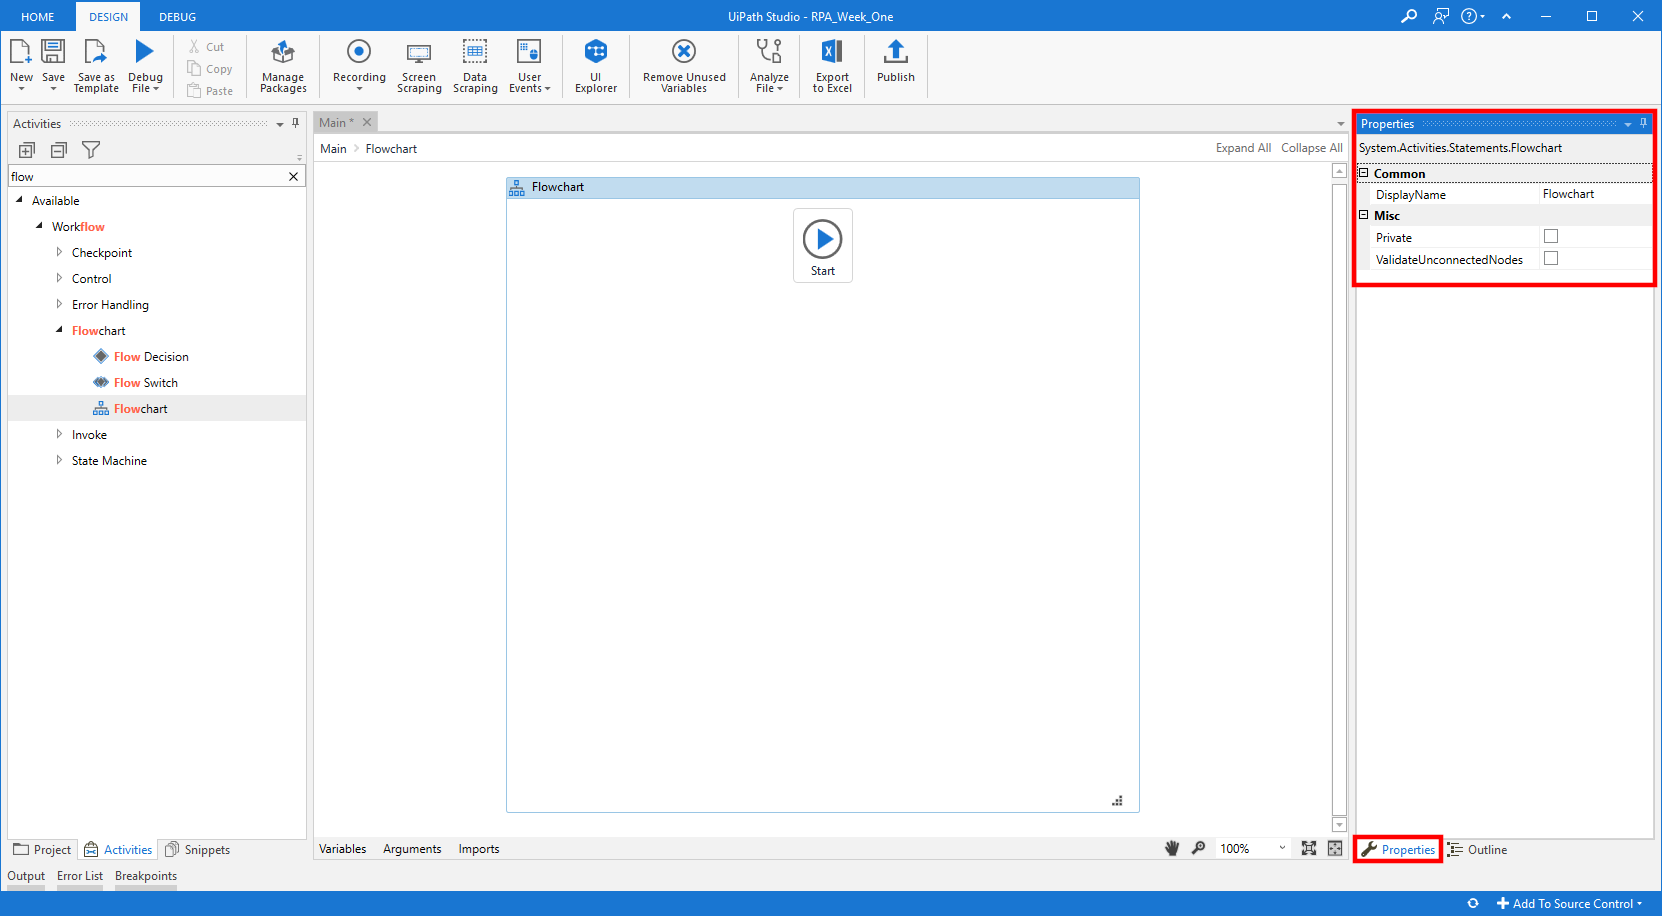 HOME DESIGN DEBUG UiPath Studio - RPA_Week_One
New Save Save as Template Debug File Cut Copy Paste Manage Packages Recording Screen Scraping Data Scraping User Events UI Explorer Remove Unused Variables Analyze File Export to Excel Publish
Activities
flow
Available
Workflow
Checkpoint
Control
Error Handling
Flowchart
Flow Decision
Flow Switch
Flowchart
Invoke
State Machine
Project Activities Snippets
Main *
Main > Flowchart Expand All Collapse All
Flowchart
Start
Variables Arguments Imports 100%
Properties
System.Activities.Statements.Flowchart
Common
DisplayName Flowchart
Misc
Private
ValidateUnconnectedNodes
Properties Outline
Output Error List Breakpoints
Add To Source Control